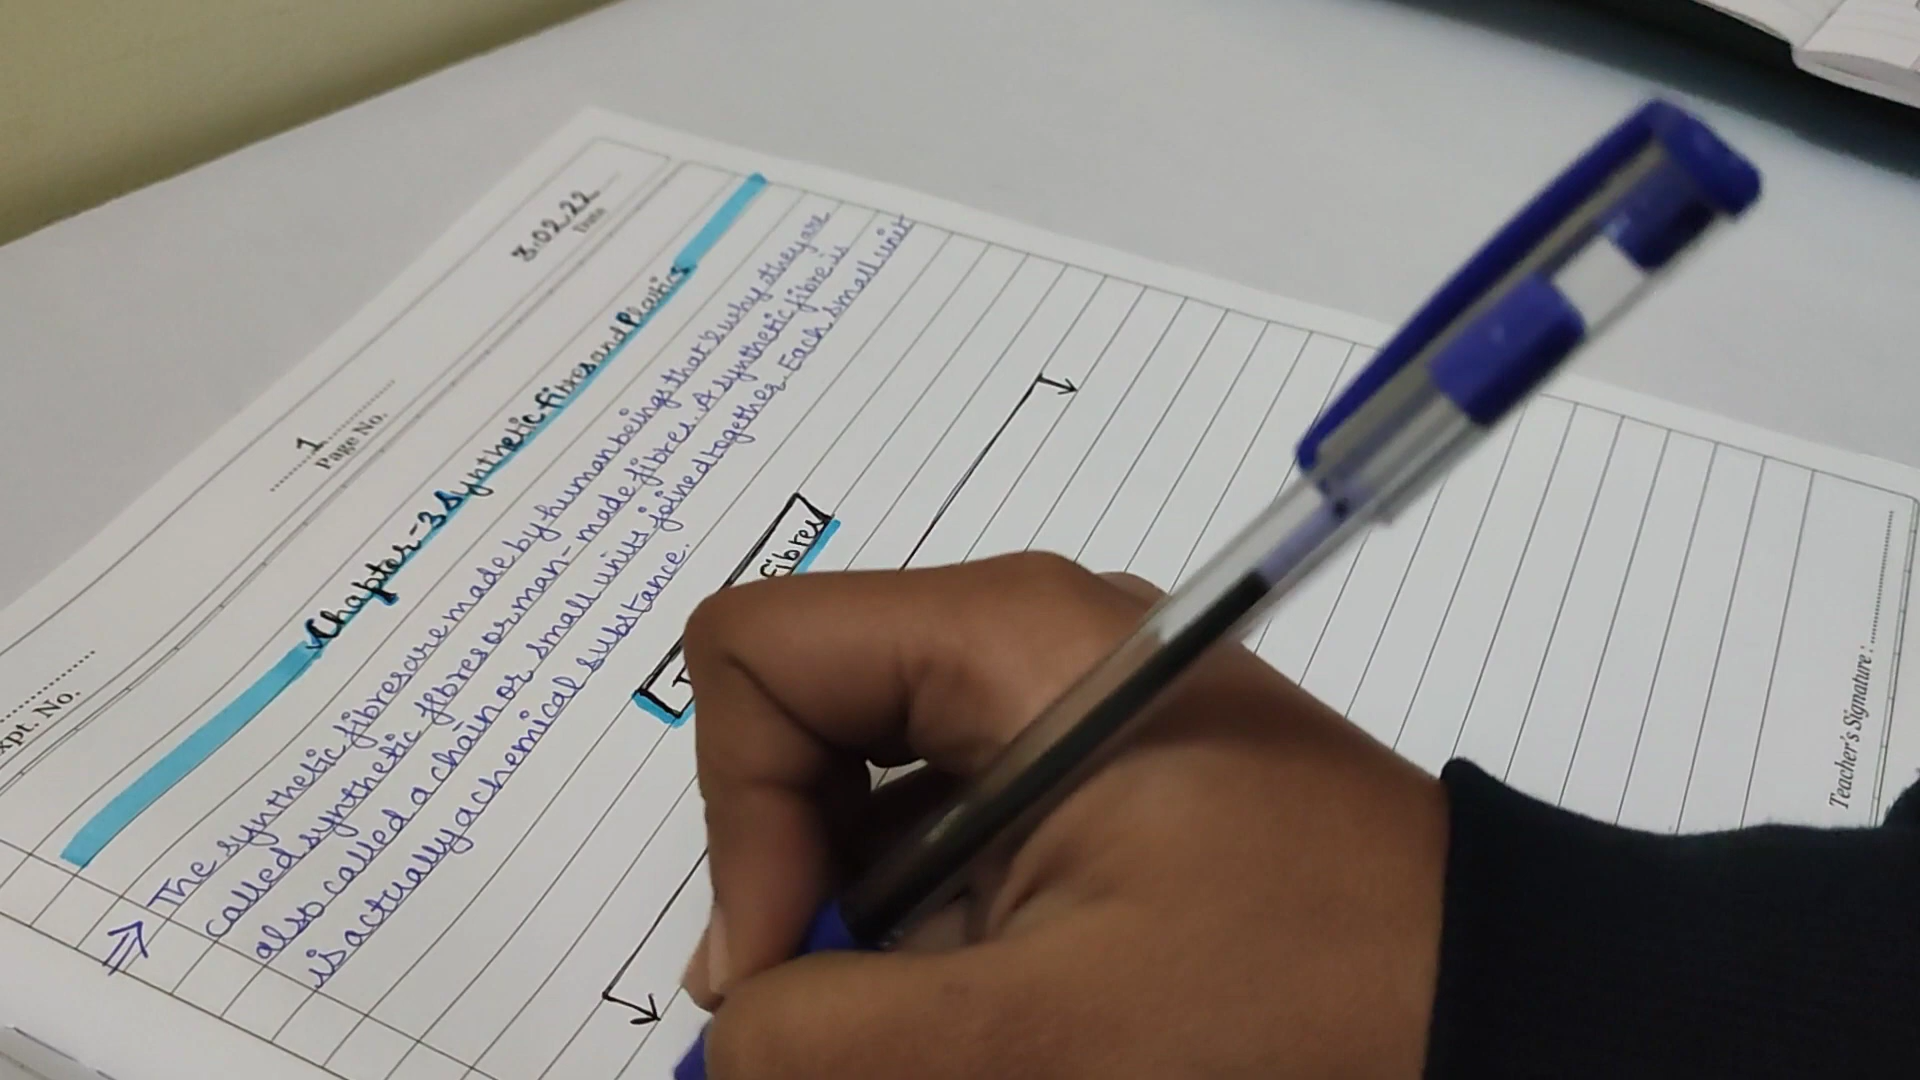 3.02.22
Date
1
Page No.
xpt. No.
Chapter-3 Synthetic fibres and Plastics
⇒ The synthetic fibres are made by human beings that's why they are
called synthetic fibres or man-made fibres. A synthetic fibre is
also called a chain or small units joined together. Each small unit
is actually a chemical substance.
T fibres
Teacher's Signature :